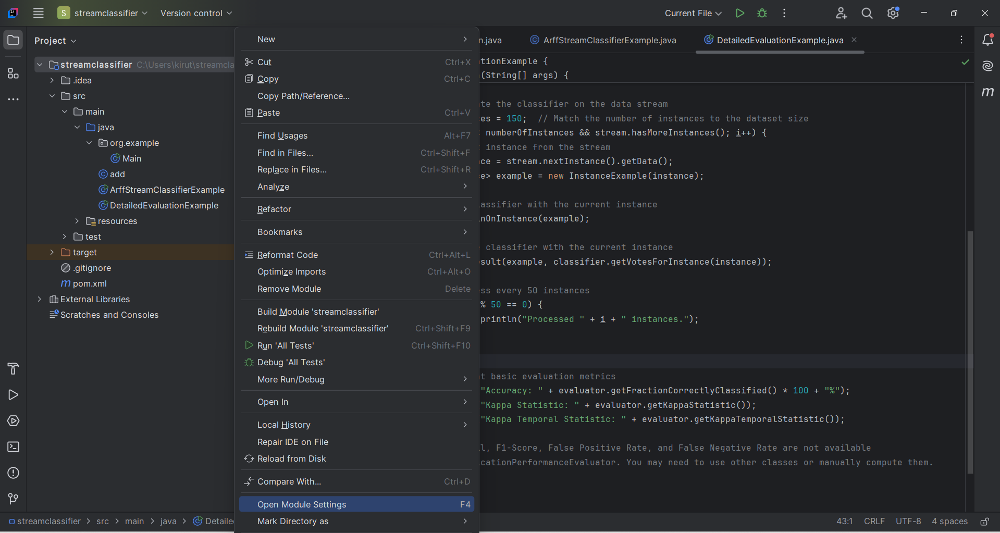 S streamclassifier Version control Current File
Project
streamclassifier C:\Users\kirut\streamcla
.idea
src
main
java
org.example
Main
add
ArffStreamClassifierExample
DetailedEvaluationExample
resources
test
target
.gitignore
pom.xml
External Libraries
Scratches and Consoles
New
Cut Ctrl+X
Copy Ctrl+C
Copy Path/Reference...
Paste Ctrl+V
Find Usages Alt+F7
Find in Files... Ctrl+Shift+F
Replace in Files... Ctrl+Shift+R
Analyze
Refactor
Bookmarks
Reformat Code Ctrl+Alt+L
Optimize Imports Ctrl+Alt+O
Remove Module Delete
Build Module 'streamclassifier'
Rebuild Module 'streamclassifier' Ctrl+Shift+F9
Run 'All Tests' Ctrl+Shift+F10
Debug 'All Tests'
More Run/Debug
Open In
Local History
Repair IDE on File
Reload from Disk
Compare With... Ctrl+D
Open Module Settings F4
Mark Directory as
n.java ArffStreamClassifierExample.java DetailedEvaluationExample.java
tionExample {
(String[] args) {
te the classifier on the data stream
es = 150; // Match the number of instances to the dataset size
numberOfInstances && stream.hasMoreInstances(); i++) {
instance from the stream
ce = stream.nextInstance().getData();
e> example = new InstanceExample(instance);
assifier with the current instance
nOnInstance(example);
classifier with the current instance
sult(example, classifier.getVotesForInstance(instance));
ss every 50 instances
% 50 == 0) {
println("Processed " + i + " instances.");
t basic evaluation metrics
"Accuracy: " + evaluator.getFractionCorrectlyClassified() * 100 + "%");
"Kappa Statistic: " + evaluator.getKappaStatistic());
"Kappa Temporal Statistic: " + evaluator.getKappaTemporalStatistic());
l, F1-Score, False Positive Rate, and False Negative Rate are not available
cationPerformanceEvaluator. You may need to use other classes or manually compute them.
streamclassifier > src > main > java > Detaile 43:1 CRLF UTF-8 4 spaces